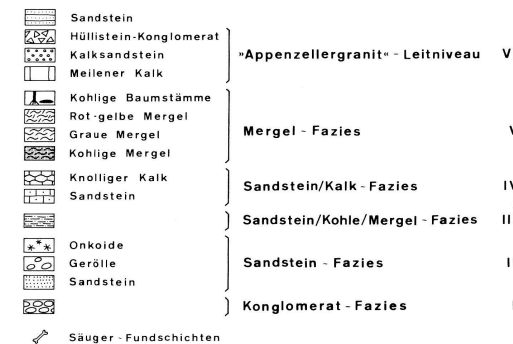 Sandstein
Hüllistein-Konglomerat
Kalksandstein
Meilener Kalk
»Appenzellergranit« - Leitniveau V
Kohlige Baumstämme
Rot-gelbe Mergel
Graue Mergel
Kohlige Mergel
Mergel - Fazies
Knolliger Kalk
Sandstein
Sandstein/Kalk - Fazies IV
Sandstein/Kohle/Mergel - Fazies II
Onkoide
Gerölle
Sandstein
Sandstein - Fazies I
Konglomerat - Fazies
Säuger - Fundschichten